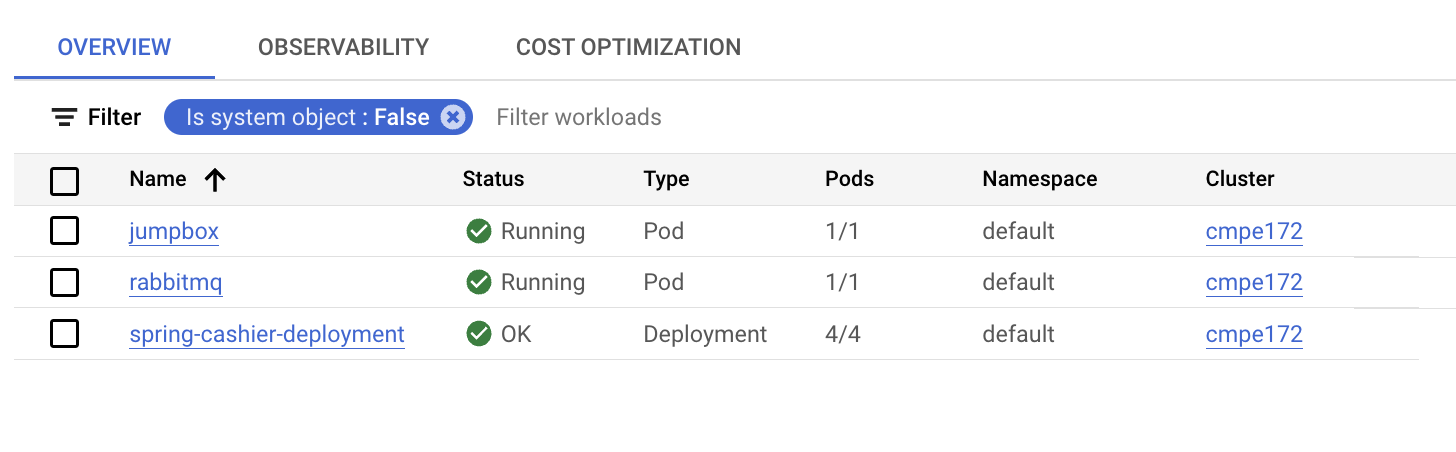 OVERVIEW OBSERVABILITY COST OPTIMIZATION
Filter Is system object : False Filter workloads
Name Status Type Pods Namespace Cluster
jumpbox Running Pod 1/1 default cmpe172
rabbitmq Running Pod 1/1 default cmpe172
spring-cashier-deployment OK Deployment 4/4 default cmpe172